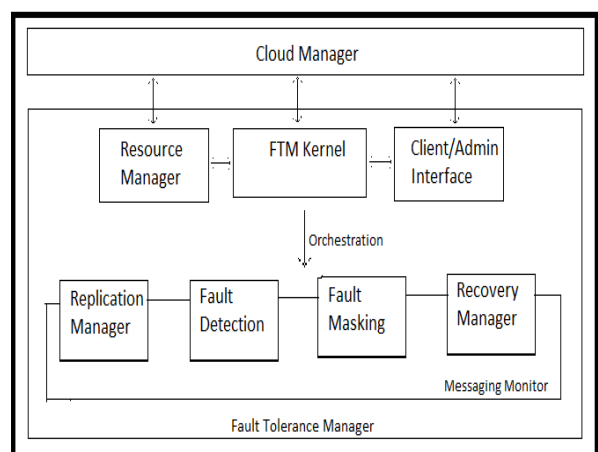 Cloud Manager
Resource
Manager
FTM Kernel
Client/Admin
Interface
Orchestration
Replication
Manager
Fault
Detection
Fault
Masking
Recovery
Manager
Messaging Monitor
Fault Tolerance Manager